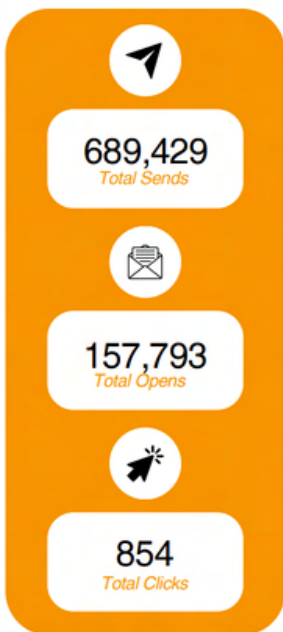 689,429
Total Sends
157,793
Total Opens
854
Total Clicks